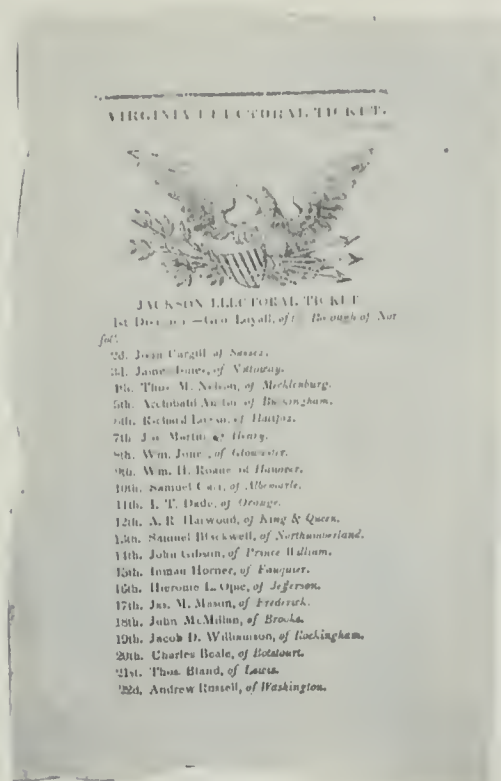 VIRGINIA ELECTORAL TICKET.
JACKSON ELECTORAL TICKET
1st District —Geo Loyall, of Borough of Nor
folk.
2d. John Cargill of Sussex.
3d. James Jones, of Nottoway.
4th. Thos. M. Nelson, of Mecklenburg.
5th. Archibald Austin of Buckingham.
6th. Richard Logan, of Halifax.
7th. Jos Martin of Henry.
8th. Wm. Jones, of Gloucester.
9th. Wm. H. Roane of Hanover.
10th. Samuel Carr, of Albemarle.
11th. L. T. Dade, of Orange.
12th. A. R Harwood, of King & Queen.
13th. Samuel Blackwell, of Northumberland.
14th. John Gibson, of Prince William.
15th. Inman Horner, of Fauquier.
16th. Hierome L. Opie, of Jefferson.
17th. Jas. M. Mason, of Frederick.
18th. John McMillan, of Brooke.
19th. Jacob D. Williamson, of Rockingham.
20th. Charles Beale, of Botetourt.
21st. Thos. Bland, of Lewis.
22d, Andrew Russell, of Washington.